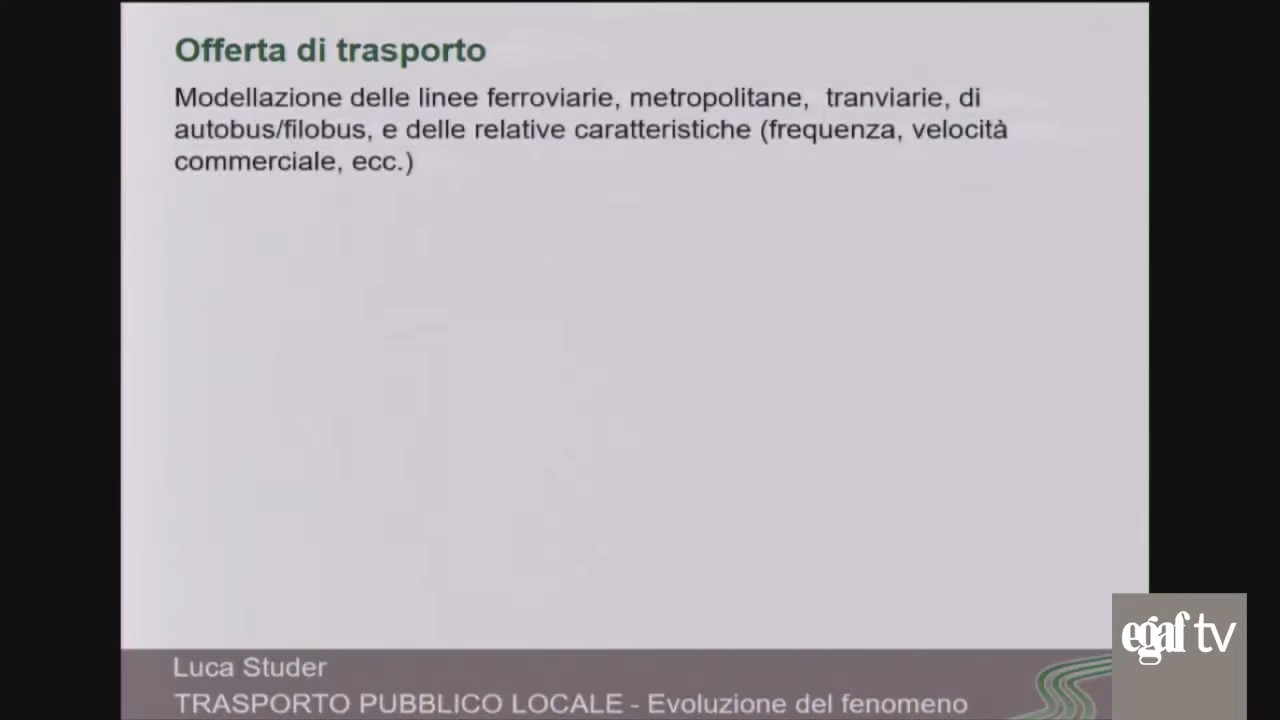 Offerta di trasporto
Modellazione delle linee ferroviarie, metropolitane, tranviarie, di
autobus/filobus, e delle relative caratteristiche (frequenza, velocità
commerciale, ecc.)
Luca Studer
TRASPORTO PUBBLICO LOCALE - Evoluzione del fenomeno
egaf tv